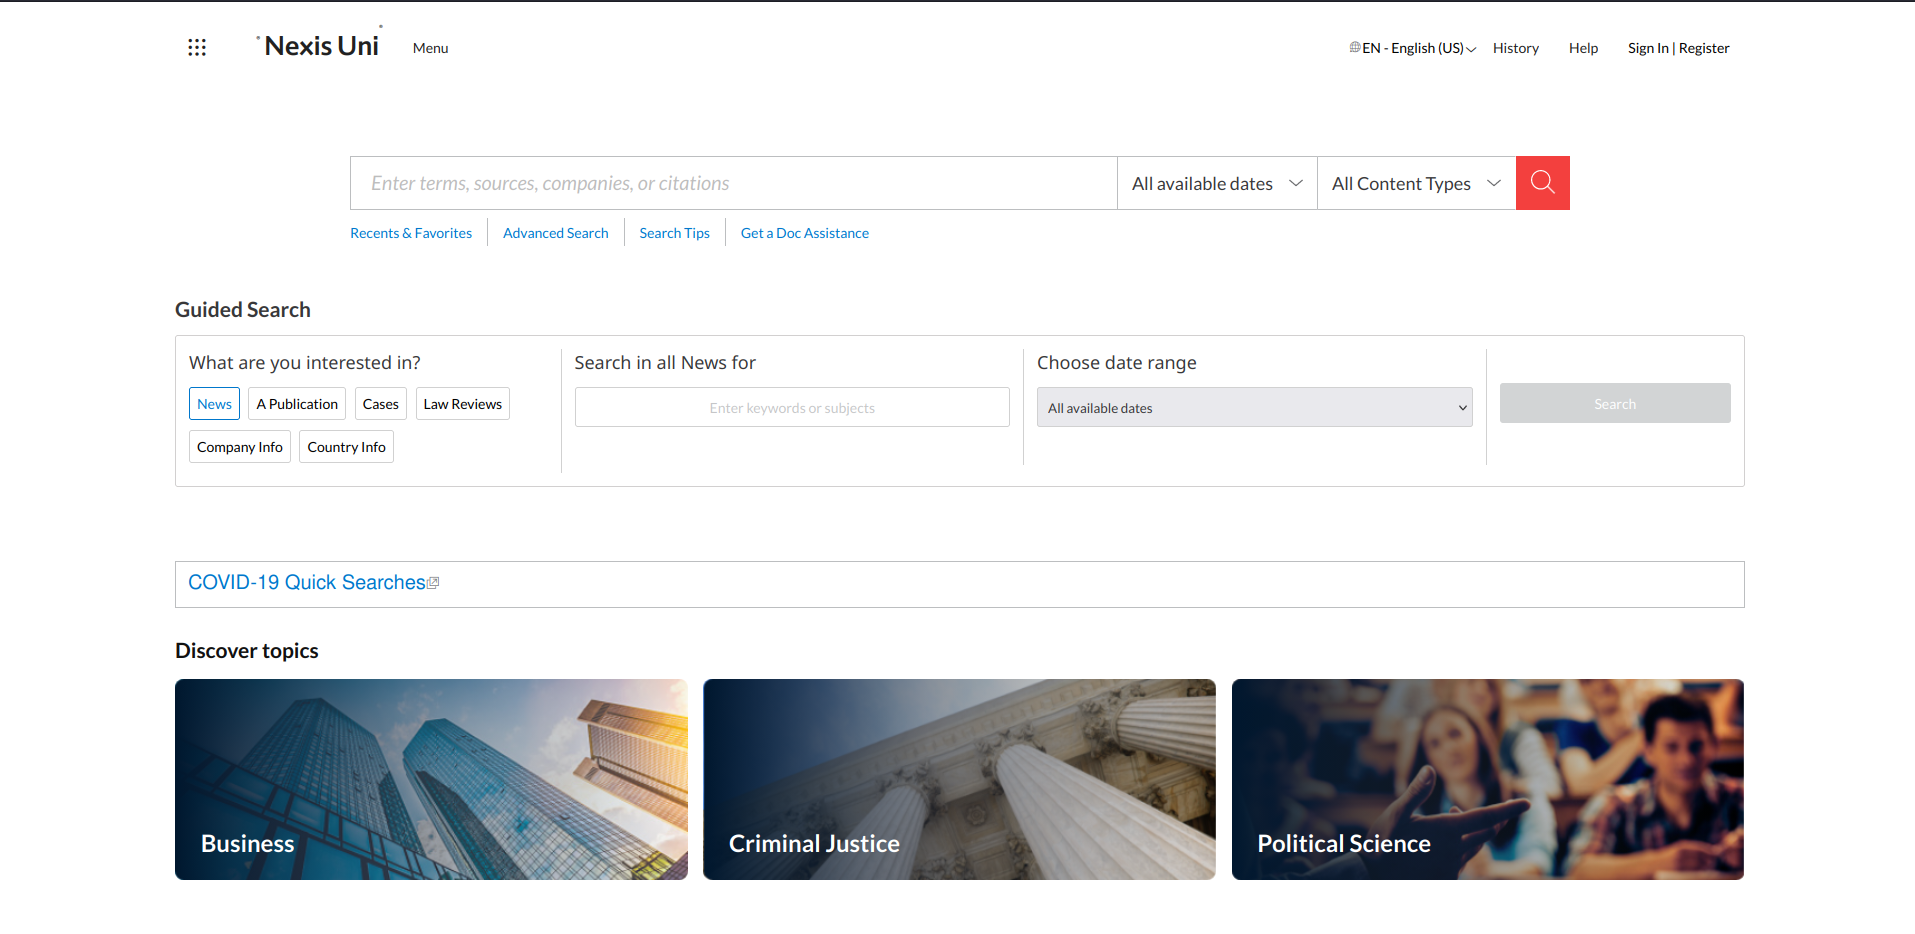 Nexis Uni Menu EN - English (US) History Help Sign In | Register
Enter terms, sources, companies, or citations All available dates All Content Types
Recents & Favorites Advanced Search Search Tips Get a Doc Assistance
Guided Search
What are you interested in? Search in all News for Choose date range
News A Publication Cases Law Reviews Enter keywords or subjects All available dates Search
Company Info Country Info
COVID-19 Quick Searches
Discover topics
Business Criminal Justice Political Science